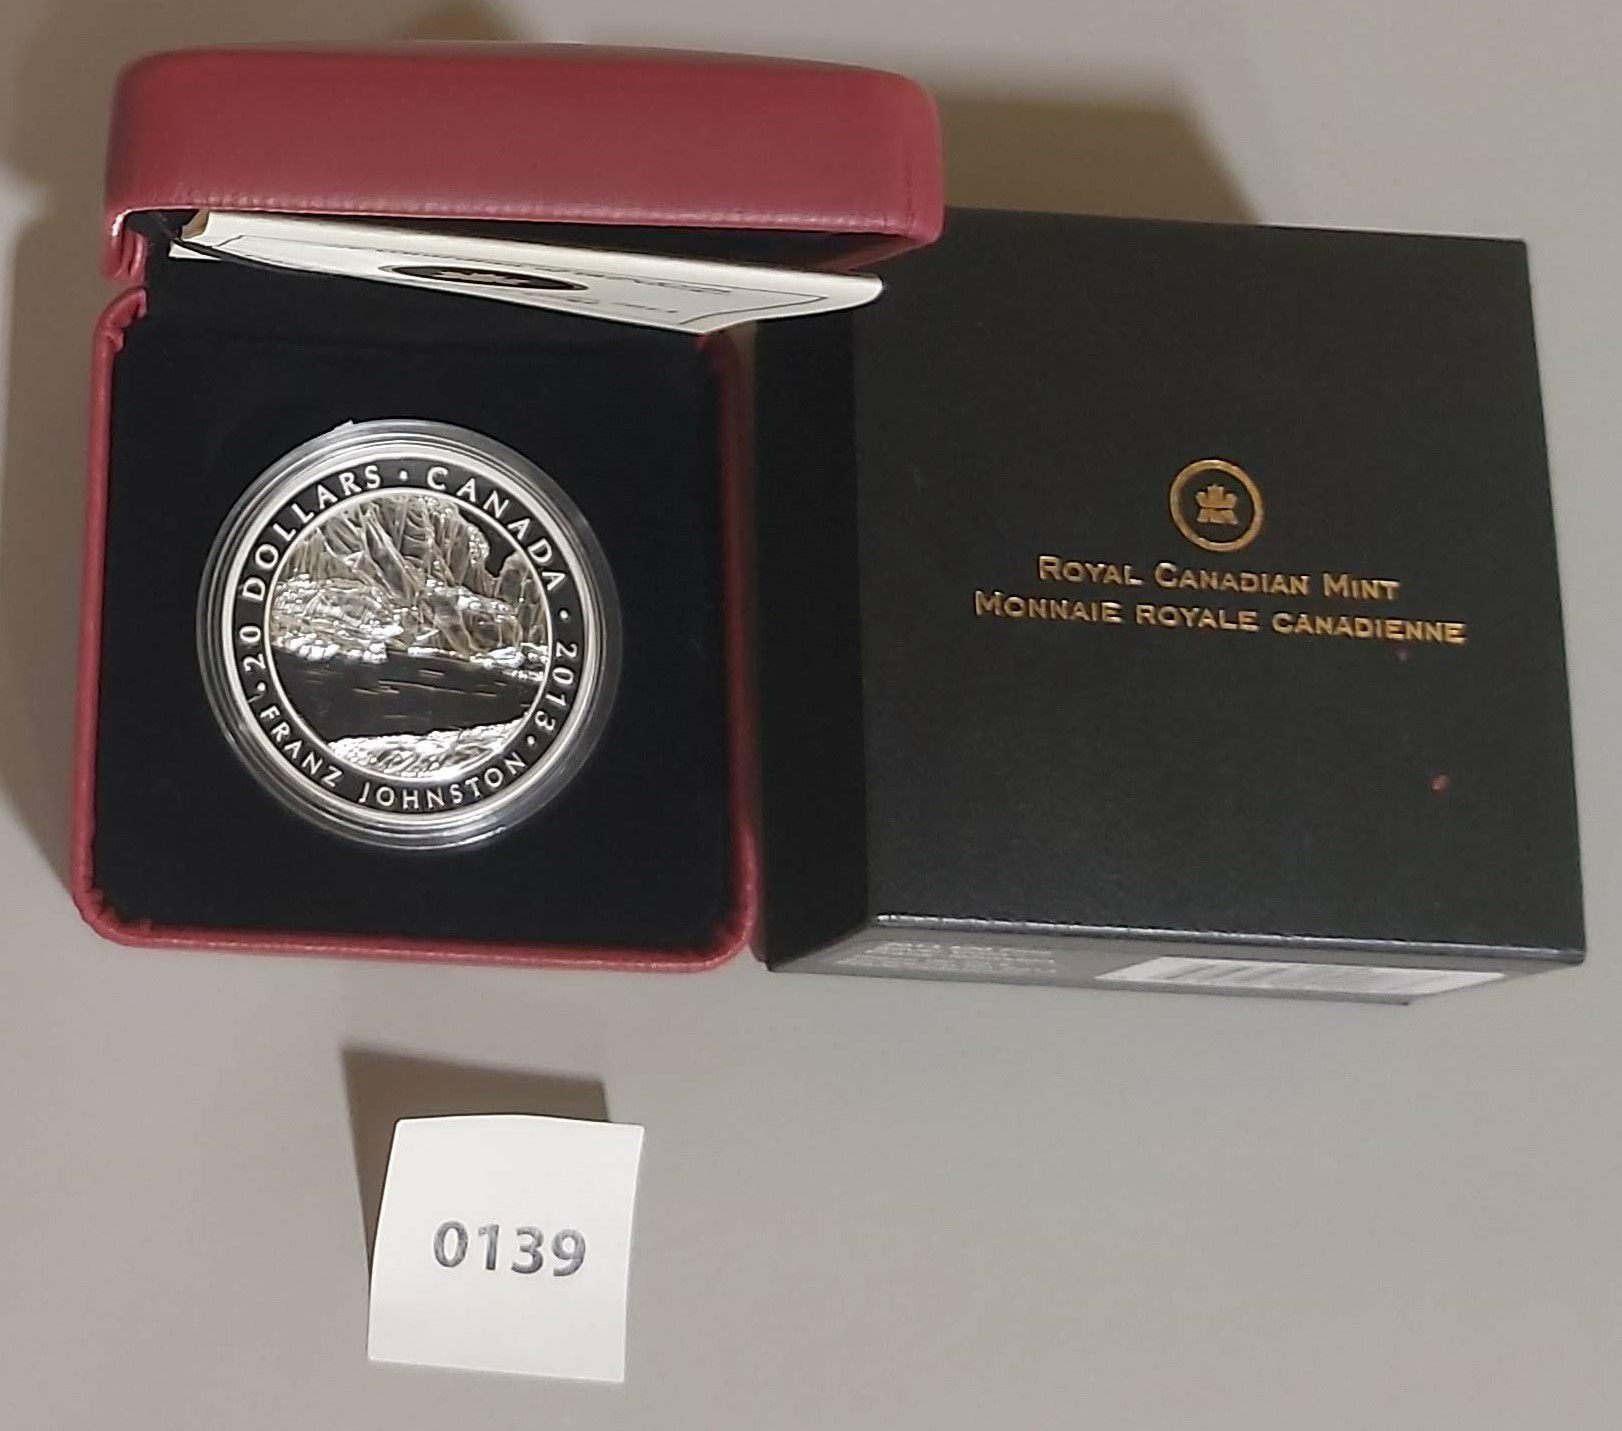 20 DOLLARS • CANADA • 2013 •
FRANZ JOHNSTON
ROYAL CANADIAN MINT
MONNAIE ROYALE CANADIENNE
0139